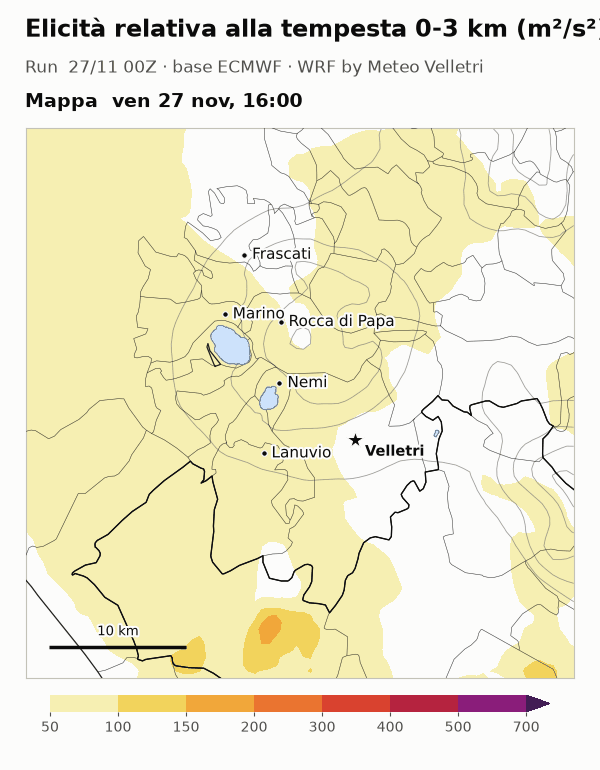 Elicità relativa alla tempesta 0-3 km (m²/s²)
Run 27/11 00Z · base ECMWF · WRF by Meteo Velletri
Mappa ven 27 nov, 16:00
Frascati
Marino
Rocca di Papa
Nemi
Velletri
Lanuvio
10 km
50 100 150 200 300 400 500 700